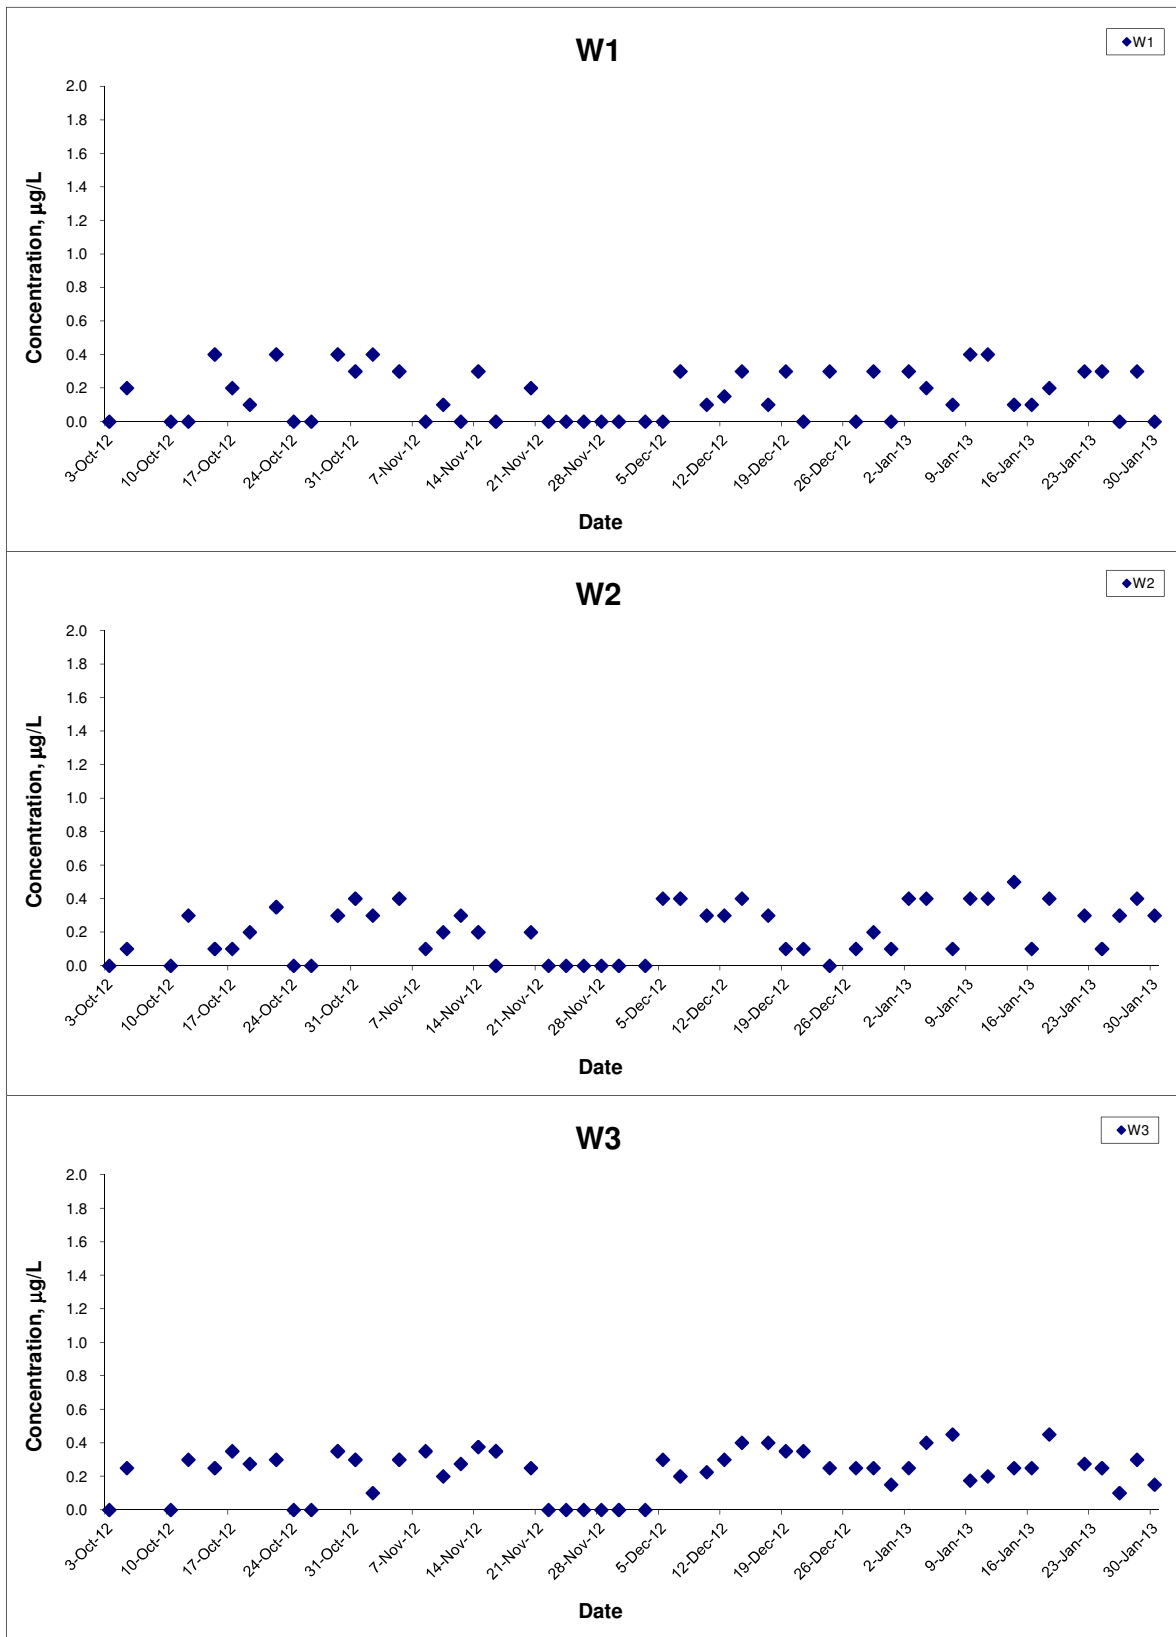 W1
W1
2.0
1.8
1.6
1.4
1.2
1.0
0.8
0.6
0.4
0.2
0.0
Concentration, µg/L
3-Oct-12
10-Oct-12
17-Oct-12
24-Oct-12
31-Oct-12
7-Nov-12
14-Nov-12
21-Nov-12
28-Nov-12
5-Dec-12
12-Dec-12
19-Dec-12
26-Dec-12
2-Jan-13
9-Jan-13
16-Jan-13
23-Jan-13
30-Jan-13
Date
W2
W2
2.0
1.8
1.6
1.4
1.2
1.0
0.8
0.6
0.4
0.2
0.0
Concentration, µg/L
3-Oct-12
10-Oct-12
17-Oct-12
24-Oct-12
31-Oct-12
7-Nov-12
14-Nov-12
21-Nov-12
28-Nov-12
5-Dec-12
12-Dec-12
19-Dec-12
26-Dec-12
2-Jan-13
9-Jan-13
16-Jan-13
23-Jan-13
30-Jan-13
Date
W3
W3
2.0
1.8
1.6
1.4
1.2
1.0
0.8
0.6
0.4
0.2
0.0
Concentration, µg/L
3-Oct-12
10-Oct-12
17-Oct-12
24-Oct-12
31-Oct-12
7-Nov-12
14-Nov-12
21-Nov-12
28-Nov-12
5-Dec-12
12-Dec-12
19-Dec-12
26-Dec-12
2-Jan-13
9-Jan-13
16-Jan-13
23-Jan-13
30-Jan-13
Date